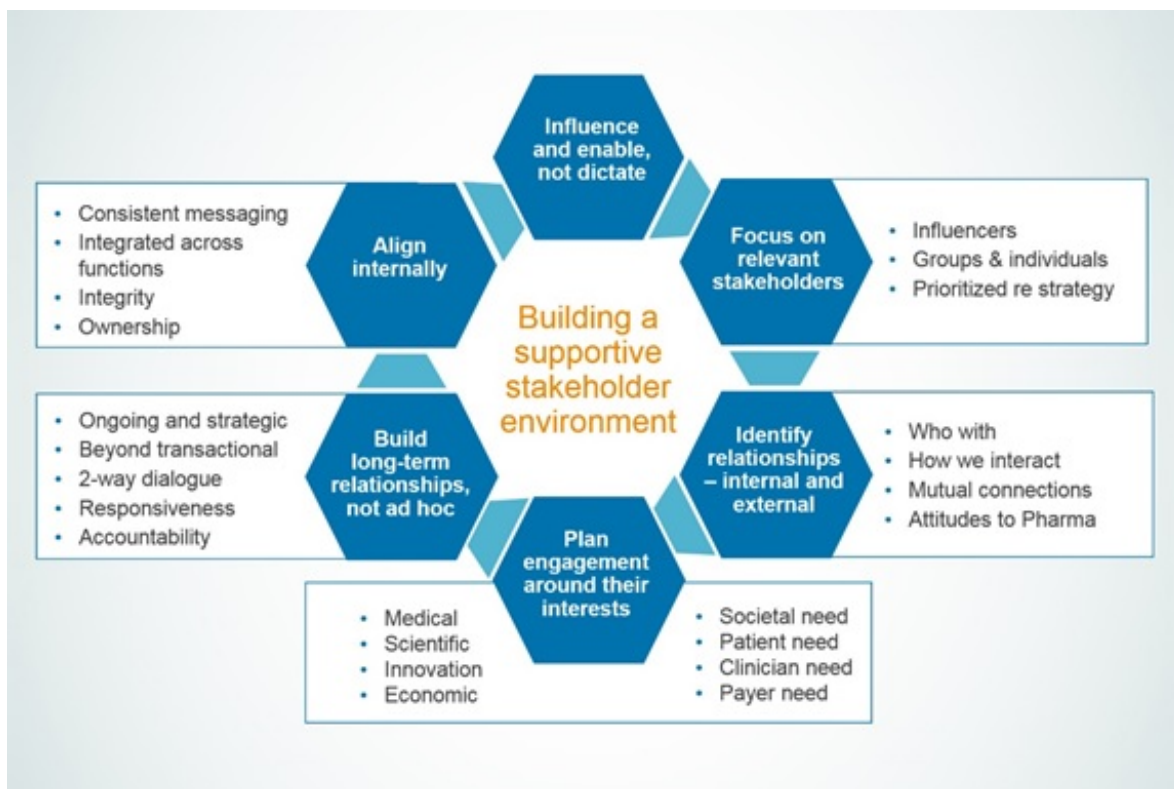 Influence
and enable,
not dictate
• Consistent messaging
• Integrated across
functions
• Integrity
• Ownership
Align
internally
Focus on
relevant
stakeholders
• Influencers
• Groups & individuals
• Prioritized re strategy
Building a
supportive
stakeholder
environment
• Ongoing and strategic
• Beyond transactional
• 2-way dialogue
• Responsiveness
• Accountability
Build
long-term
relationships,
not ad hoc
Identify
relationships
– internal and
external
• Who with
• How we interact
• Mutual connections
• Attitudes to Pharma
Plan
engagement
around their
interests
• Medical
• Scientific
• Innovation
• Economic
• Societal need
• Patient need
• Clinician need
• Payer need